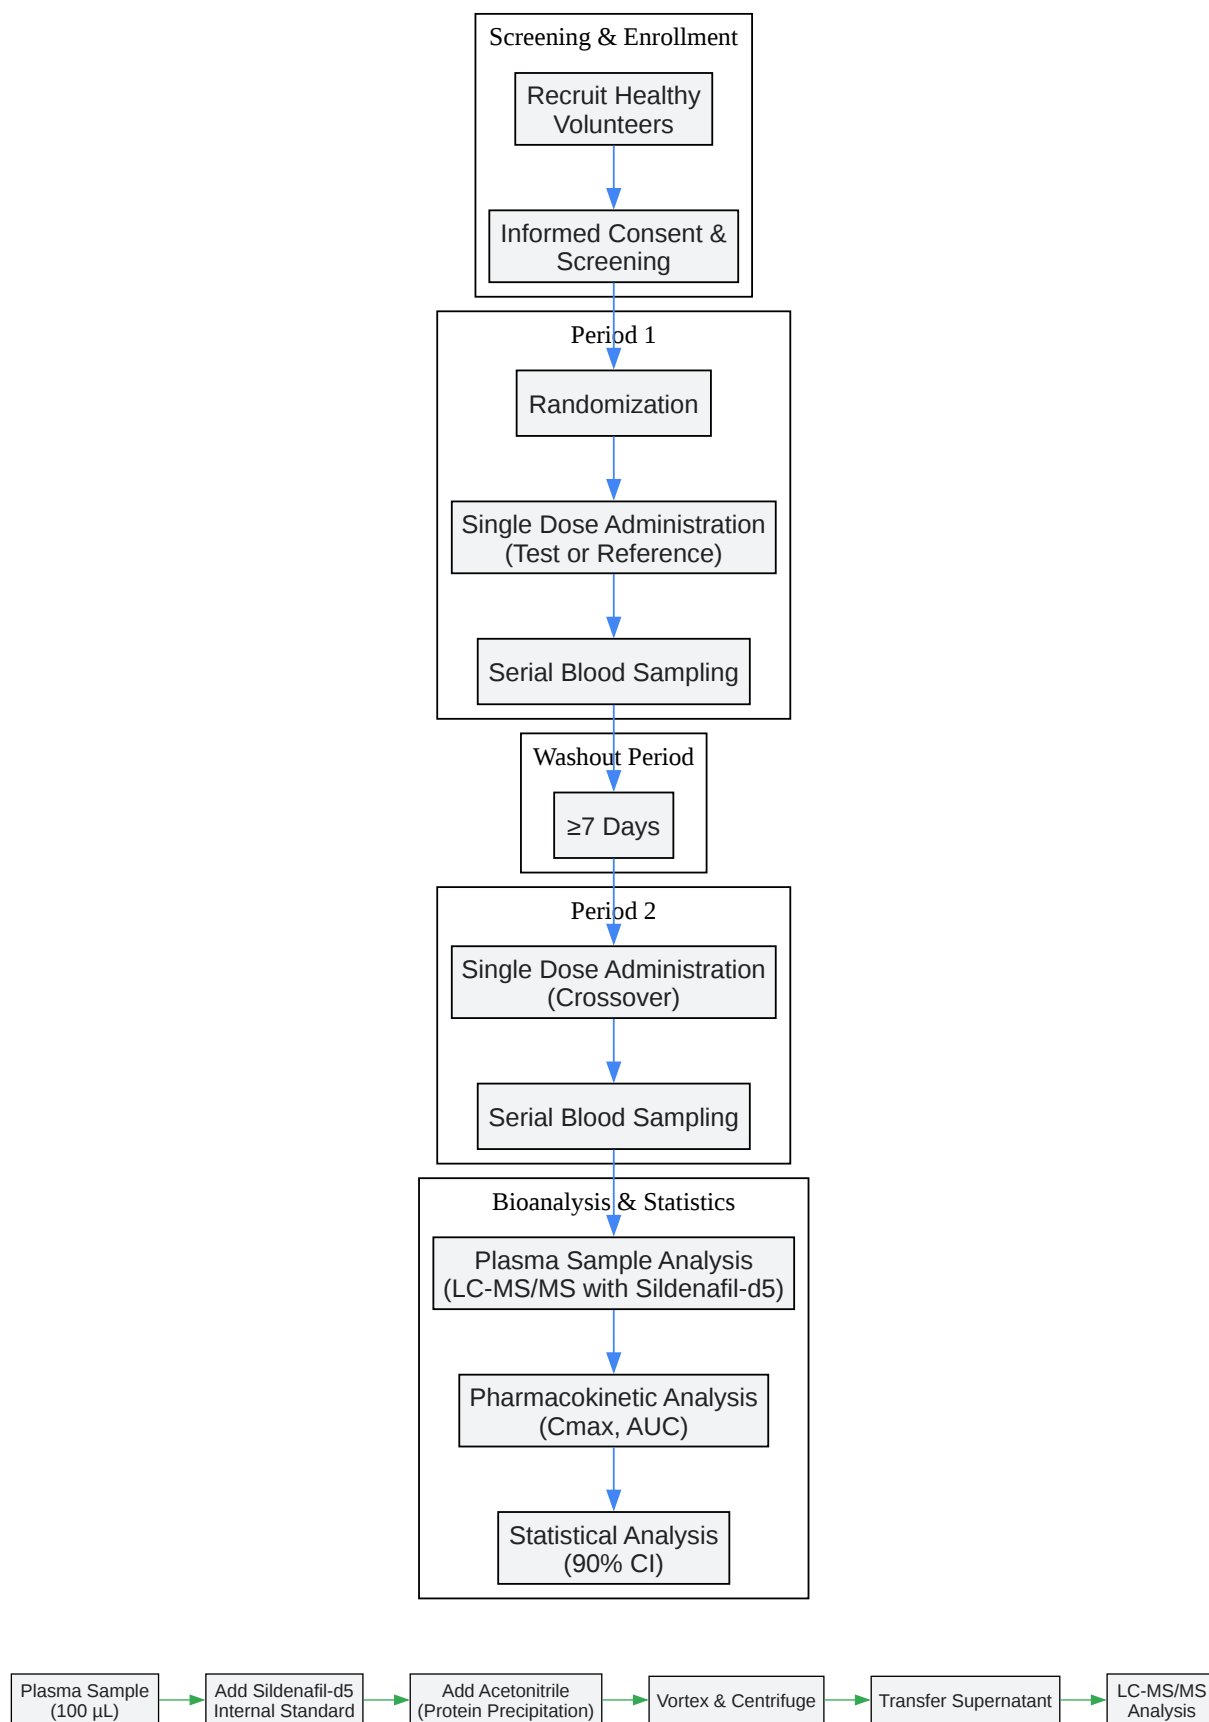 Screening & Enrollment
Recruit Healthy
Volunteers
Informed Consent &
Screening
Period 1
Randomization
Single Dose Administration
(Test or Reference)
Serial Blood Sampling
Washout Period
≥7 Days
Period 2
Single Dose Administration
(Crossover)
Serial Blood Sampling
Bioanalysis & Statistics
Plasma Sample Analysis
(LC-MS/MS with Sildenafil-d5)
Pharmacokinetic Analysis
(Cmax, AUC)
Statistical Analysis
(90% CI)
Plasma Sample
(100 µL)
Add Sildenafil-d5
Internal Standard
Add Acetonitrile
(Protein Precipitation)
Vortex & Centrifuge
Transfer Supernatant
LC-MS/MS
Analysis